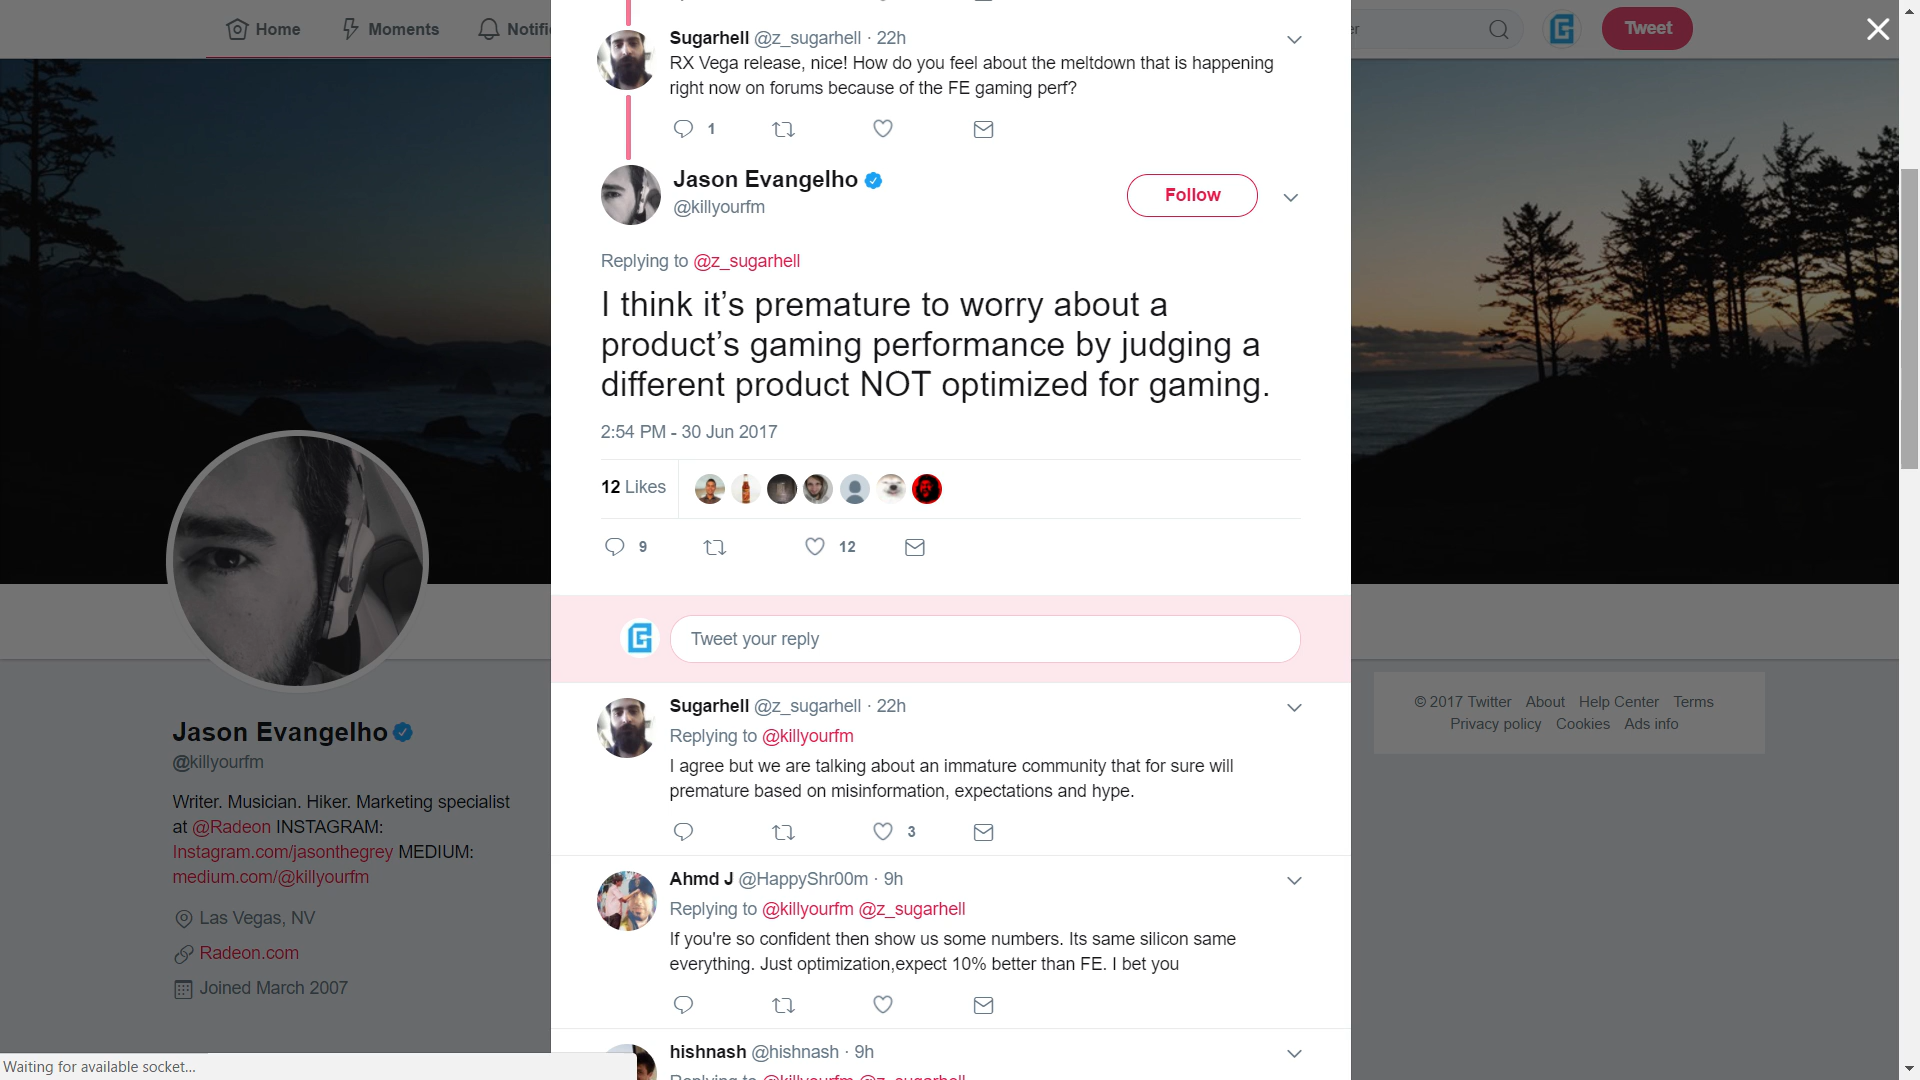 Home
Moments
Sugarhell @z_sugarhell · 22h
RX Vega release, nice! How do you feel about the meltdown that is happening
right now on forums because of the FE gaming perf?
1
Tweet
Jason Evangelho
@killyourfm
Follow
Replying to @z_sugarhell
I think it’s premature to worry about a
product’s gaming performance by judging a
different product NOT optimized for gaming.
2:54 PM - 30 Jun 2017
12 Likes
9
12
Tweet your reply
Sugarhell @z_sugarhell · 22h
Replying to @killyourfm
I agree but we are talking about an immature community that for sure will
premature based on misinformation, expectations and hype.
3
Ahmd J @HappyShr00m · 9h
Replying to @killyourfm @z_sugarhell
If you're so confident then show us some numbers. Its same silicon same
everything. Just optimization,expect 10% better than FE. I bet you
hishnash @hishnash · 9h
Replying to @killyourfm @z_sugarhell
Jason Evangelho
@killyourfm
Writer. Musician. Hiker. Marketing specialist
at @Radeon INSTAGRAM:
Instagram.com/jasonthegrey MEDIUM:
medium.com/@killyourfm
Las Vegas, NV
Radeon.com
Joined March 2007
© 2017 Twitter About Help Center Terms
Privacy policy Cookies Ads info
Waiting for available socket...